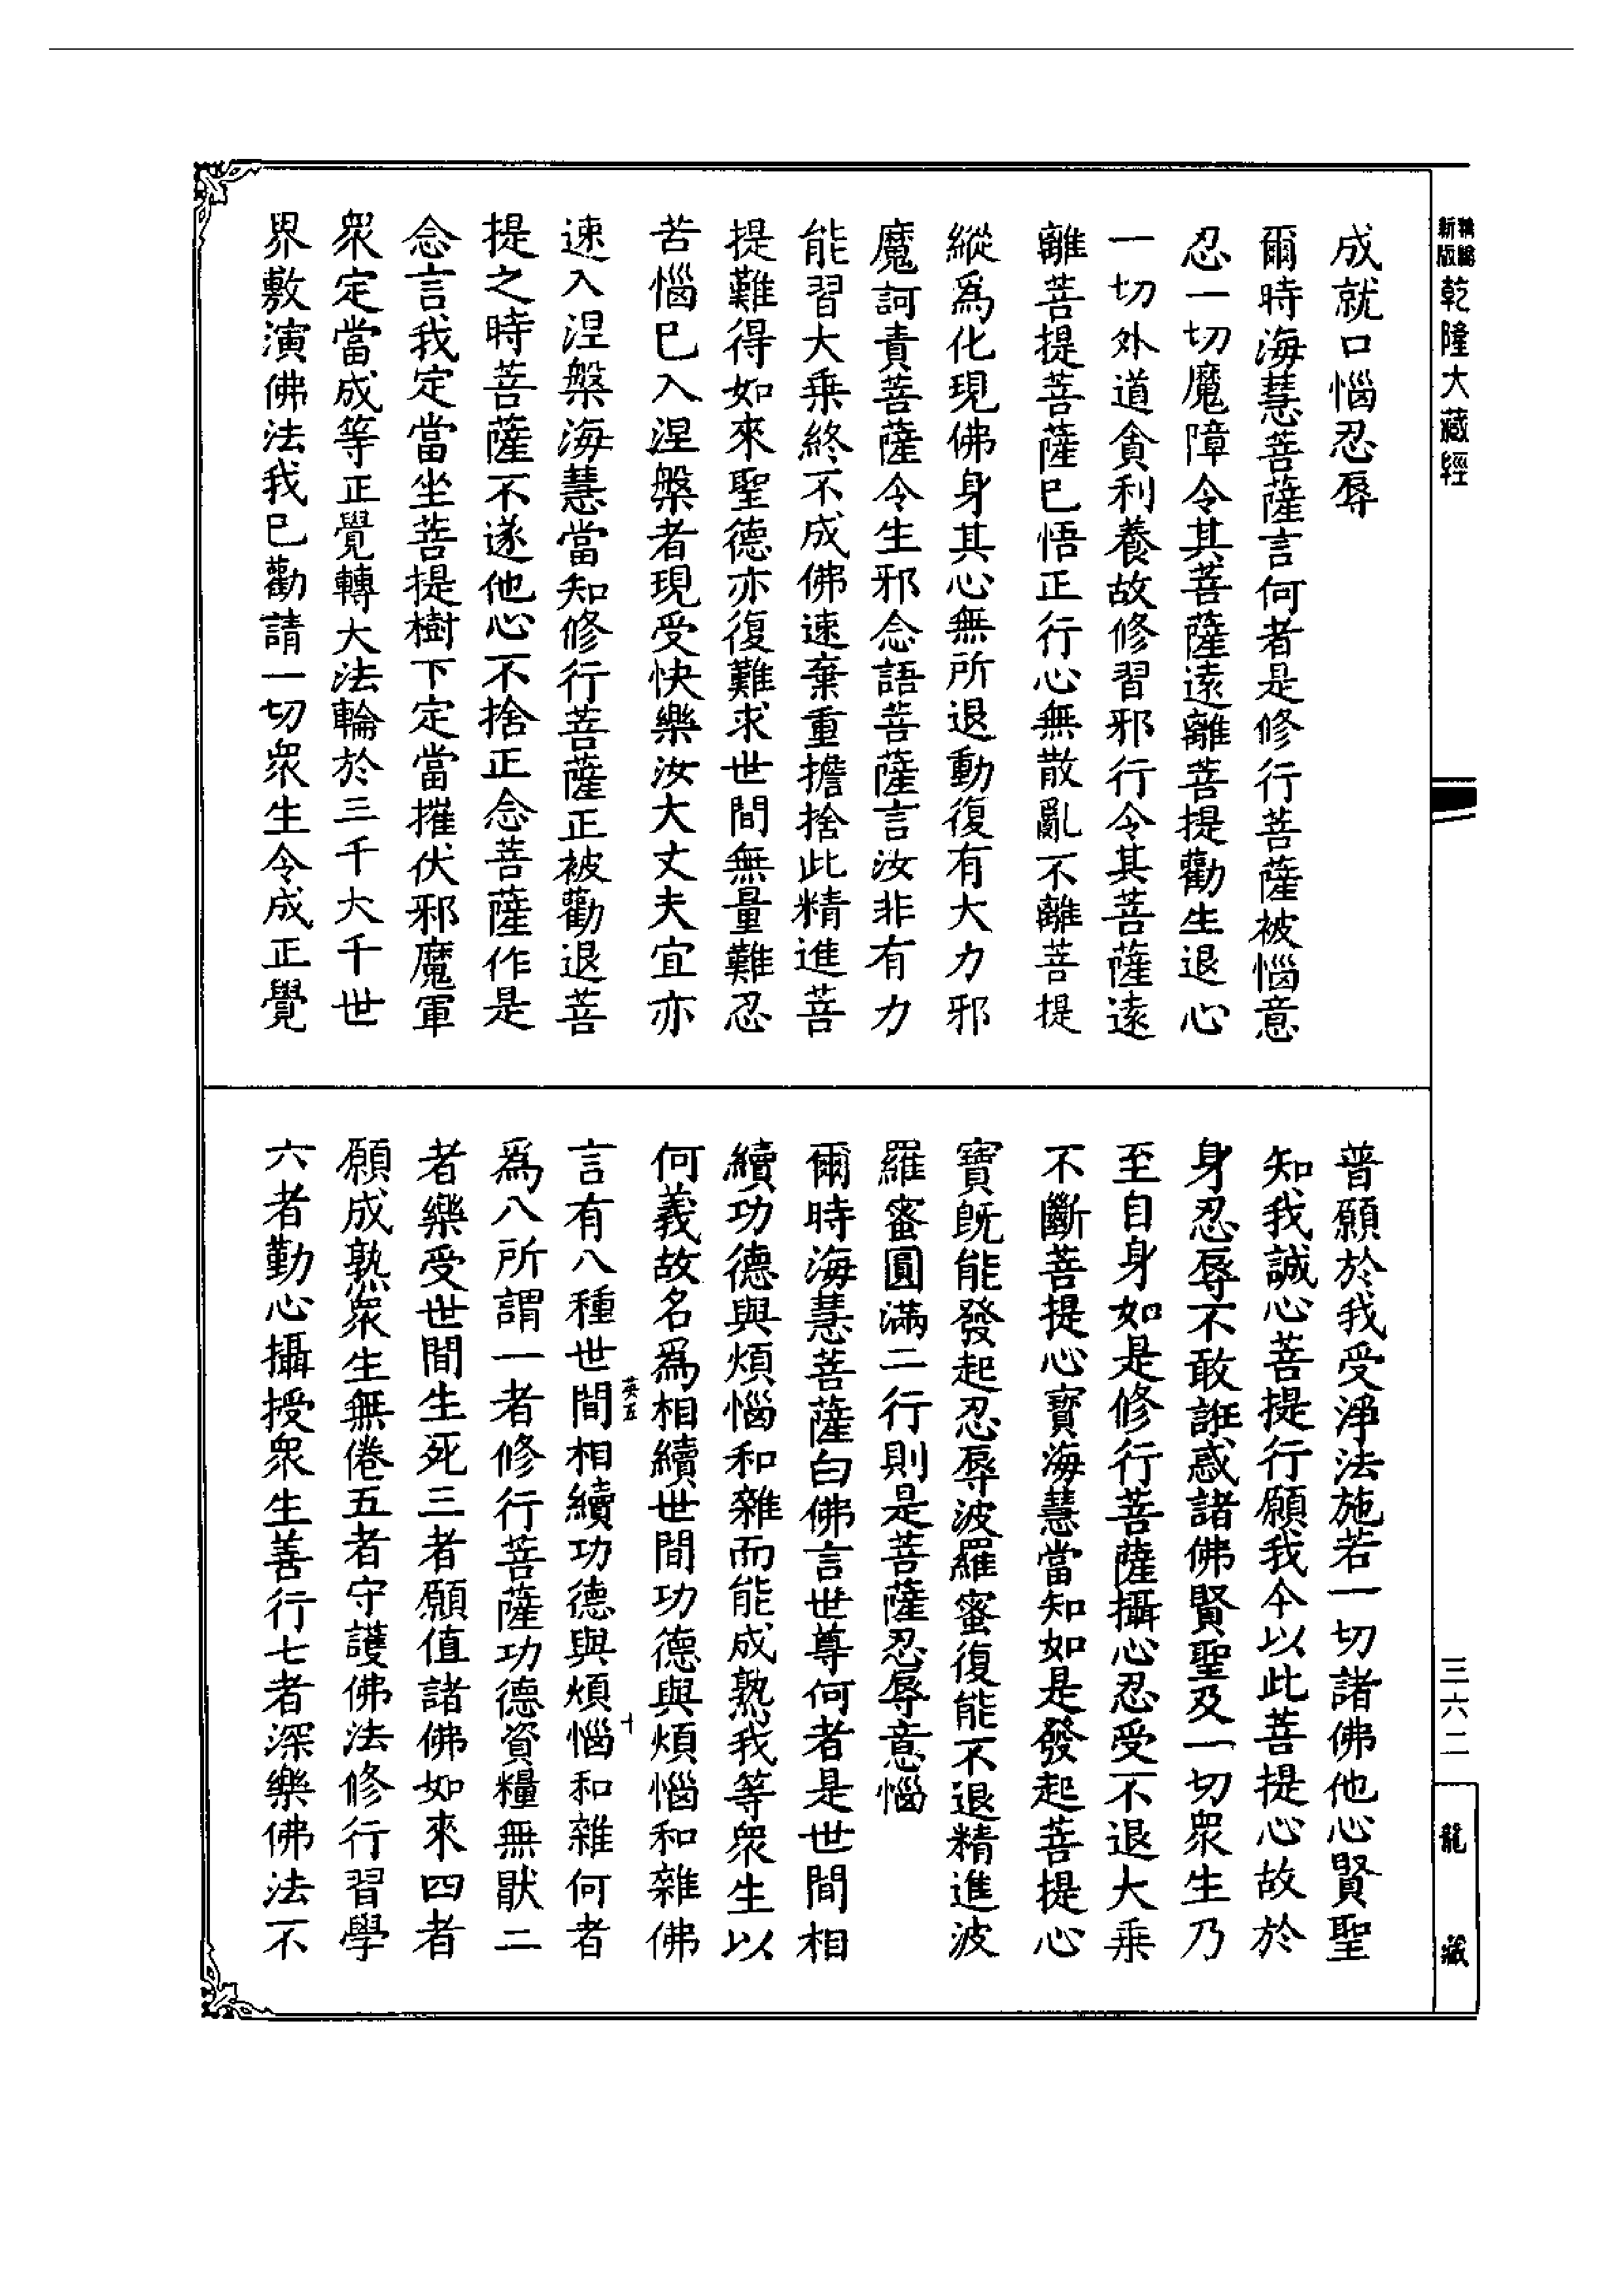 新版精縮乾隆大藏經
成就口惱忍辱
爾時海慧菩薩言何者是修行菩薩被惱意
忍一切魔障令其菩薩遠離菩提勸生退心
一切外道貪利養故修習邪行令其菩薩遠
離菩提菩薩已悟正行心無散亂不離菩提
縱爲化現佛身其心無所退動復有大力邪
魔訶責菩薩令生邪念語菩薩言汝非有力
能習大乘終不成佛速棄重擔捨此精進菩
提難得如來聖德亦復難求世間無量難忍
苦惱已入涅槃者現受快樂汝大丈夫宜亦
速入涅槃海慧當知修行菩薩正被勸退菩
提之時菩薩不遂他心不捨正念菩薩作是
念言我定當坐菩提樹下定當摧伏邪魔軍
衆定當成等正覺轉大法輪於三千大千世
界敷演佛法我已勸請一切衆生令成正覺
普願於我受淨法施若一切諸佛他心賢聖
知我誠心菩提行願我今以此菩提心故於
身忍辱不敢誑惑諸佛賢聖及一切衆生乃
至自身如是修行菩薩攝心忍受不退大乘
不斷菩提心寶海慧當知如是發起菩提心
寶旣能發起忍辱波羅蜜復能不退精進波
羅蜜圓滿二行則是菩薩忍辱意惱
爾時海慧菩薩白佛言世尊何者是世間相
續功德與煩惱和雜而能成熟我等衆生以
何義故名爲相續世間功德與煩惱和雜佛
英五
十
言有八種世間相續功德與煩惱和雜何者
爲八所謂一者修行菩薩功德資糧無厭二
者樂受世間生死三者願值諸佛如來四者
願成熟衆生無倦五者守護佛法修行習學
六者勤心攝授衆生善行七者深樂佛法不
三六二
龍藏